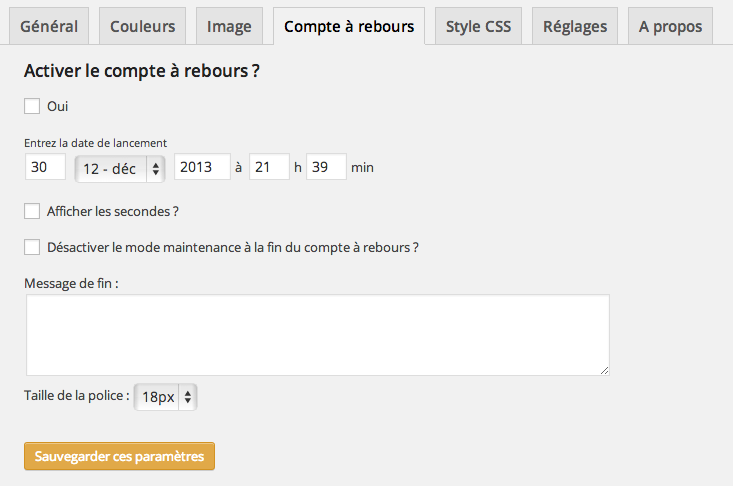 Général Couleurs Image Compte à rebours Style CSS Réglages A propos
Activer le compte à rebours ?
Oui
Entrez la date de lancement
30 12 - déc 2013 à 21 h 39 min
Afficher les secondes ?
Désactiver le mode maintenance à la fin du compte à rebours ?
Message de fin :
Taille de la police : 18px
Sauvegarder ces paramètres